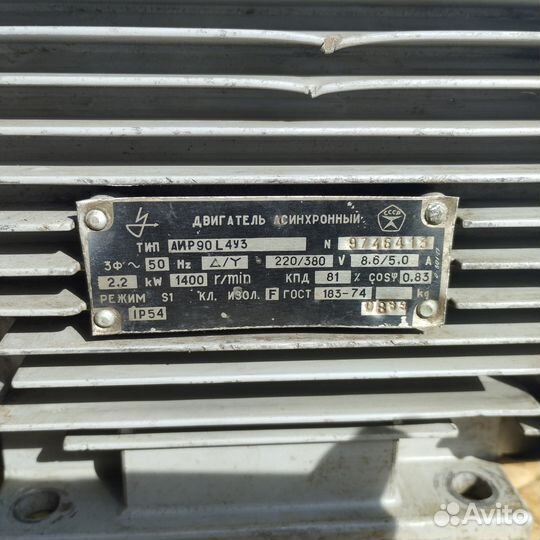 ДВИГАТЕЛЬ АСИНХРОННЫЙ СССР
ТИП АИР90L4У3 N 9746413
3Ф~ 50 Hz △/Y 220/380 V 8.6/5.0 A
2.2 kW 1400 r/min КПД 81 % COSφ 0.83
РЕЖИМ S1 КЛ. ИЗОЛ. F ГОСТ 183-74 kg
IP54
Avito